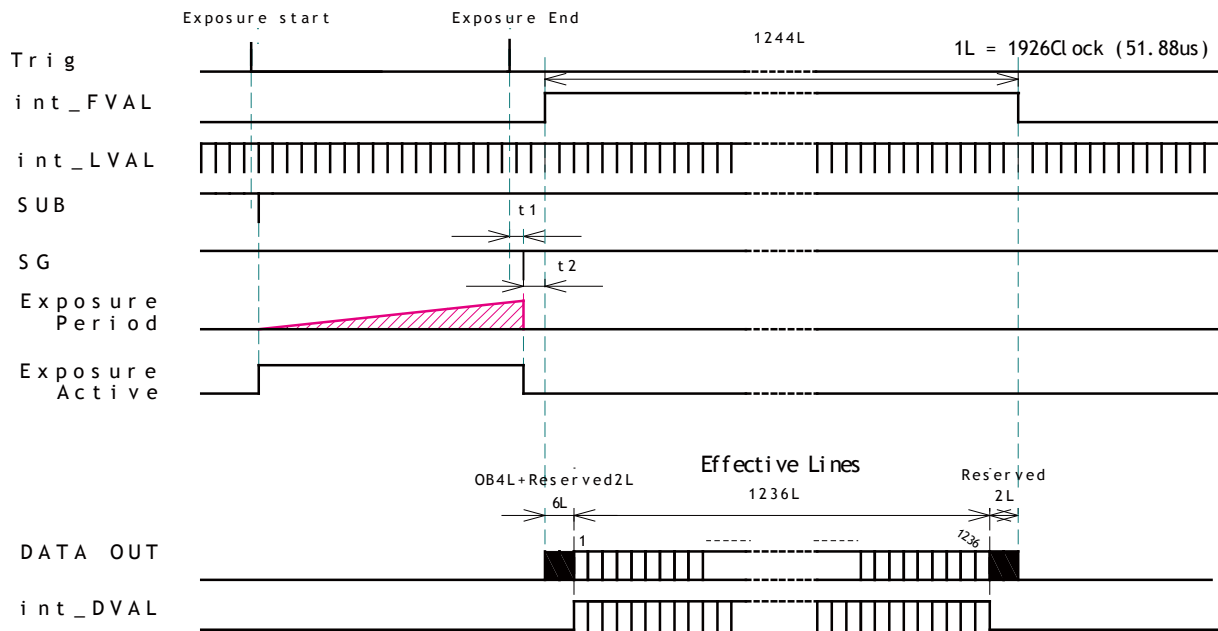 Exposure start
Exposure End
1244L
1L = 1926Clock (51.88us)
Trig
int_FVAL
int_LVAL
SUB
t1
SG
t2
Exposure
Period
Exposure
Active
Effective Lines
OB4L+Reserved2L
Reserved
6L
1236L
2L
1
1236
DATA OUT
int_DVAL